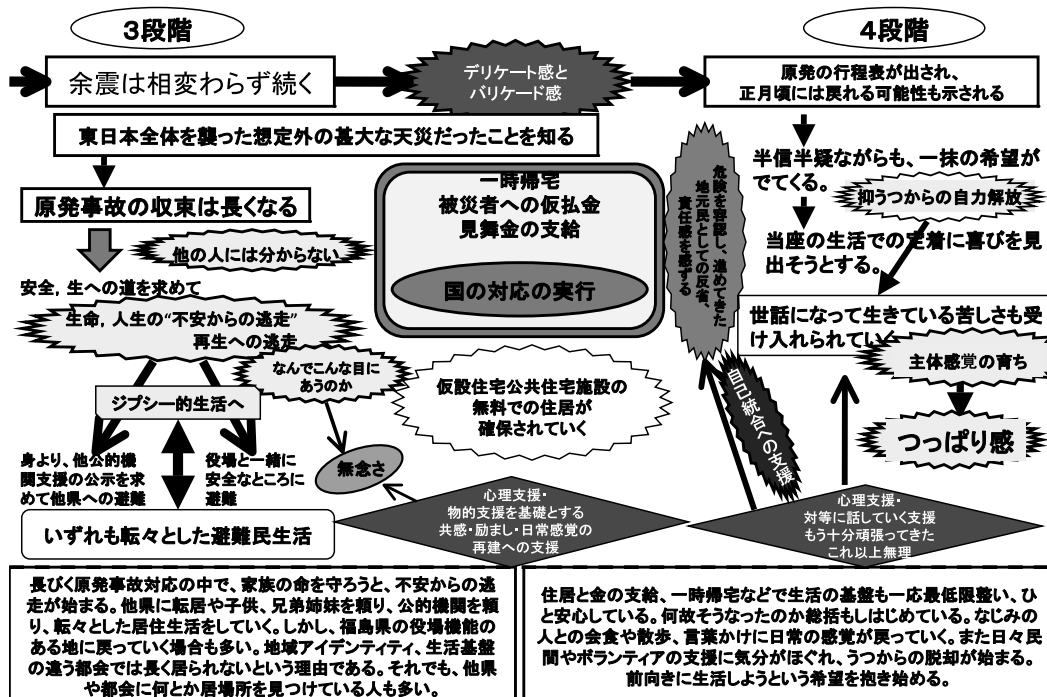 3段階
余震は相変わらず続く
デリケート感と
バリケード感
4段階
原発の行程表が出され、
正月頃には戻れる可能性も示される
東日本全体を襲った想定外の甚大な天災だったことを知る
原発事故の収束は長くなる
他の人には分からない
安全，生への道を求めて
生命，人生の“不安からの逃走”
再生への逃走
なんでこんな目に
あうのか
ジプシー的生活へ
身より、他公的機
関支援の公示を求
めて他県への避難
役場と一緒に
安全なところに
避難
無念さ
いずれも転々とした避難民生活
一時帰宅
被災者への仮払金
見舞金の支給
国の対応の実行
仮設住宅公共住宅施設の
無料での住居が
確保されていく
心理支援・
物的支援を基礎とする
共感・励まし・日常感覚の
再建への支援
危険を容認し、進めてきた
地元民としての反省、
責任感を感ずる
半信半疑ながらも、一抹の希望が
でてくる。
抑うつからの自力解放
当座の生活での定着に喜びを見
出そうとする。
世話になって生きている苦しさも受
け入れられていく
主体感覚の育ち
つっぱり感
自己統合への支援
心理支援・
対等に話していく支援
もう十分頑張ってきた
これ以上無理
長びく原発事故対応の中で、家族の命を守ろうと、不安からの逃
走が始まる。他県に転居や子供、兄弟姉妹を頼り、公的機関を頼
り、転々とした居住生活をしていく。しかし、福島県の役場機能の
ある地に戻っていく場合も多い。地域アイデンティティ、生活基盤
の違う都会では長く居られないという理由である。それでも、他県
や都会に何とか居場所を見つけている人も多い。
住居と金の支給、一時帰宅などで生活の基盤も一応最低限整い、ひ
と安心している。何故そうなったのか総括もしはじめている。なじみの
人との会食や散歩、言葉かけに日常の感覚が戻っていく。また日々民
間やボランティアの支援に気分がほぐれ、うつからの脱却が始まる。
前向きに生活しようという希望を抱き始める。